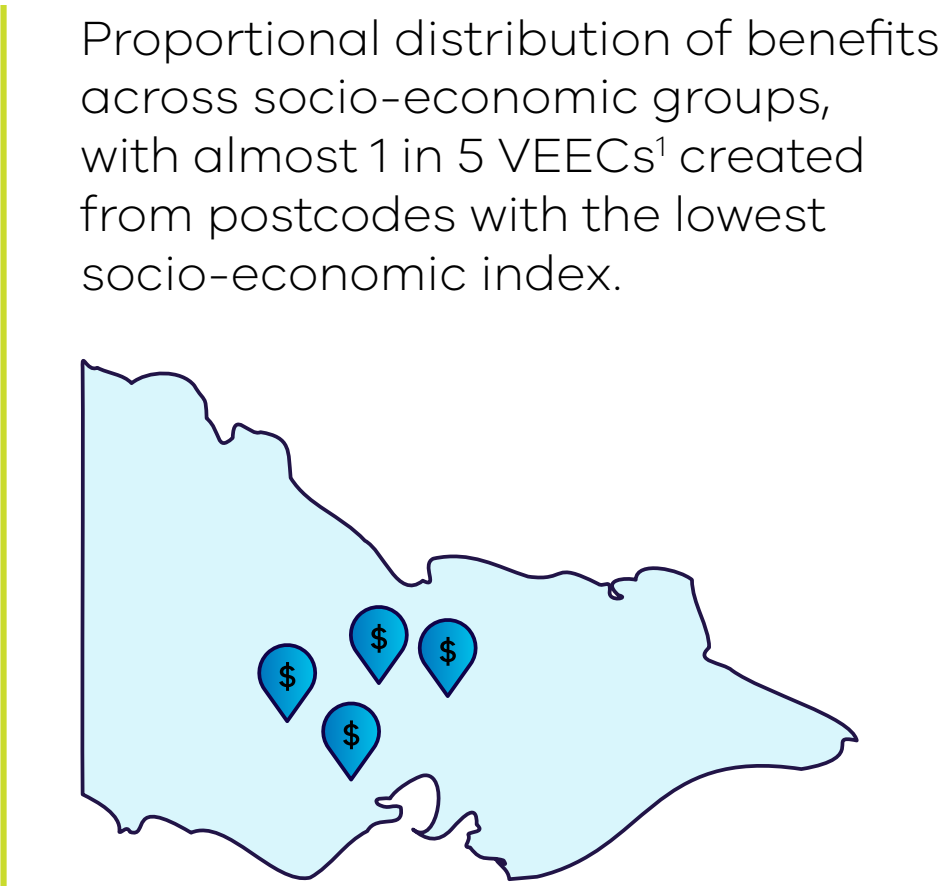 Proportional distribution of benefits
across socio-economic groups,
with almost 1 in 5 VEECs¹ created
from postcodes with the lowest
socio-economic index.
$
$
$
$